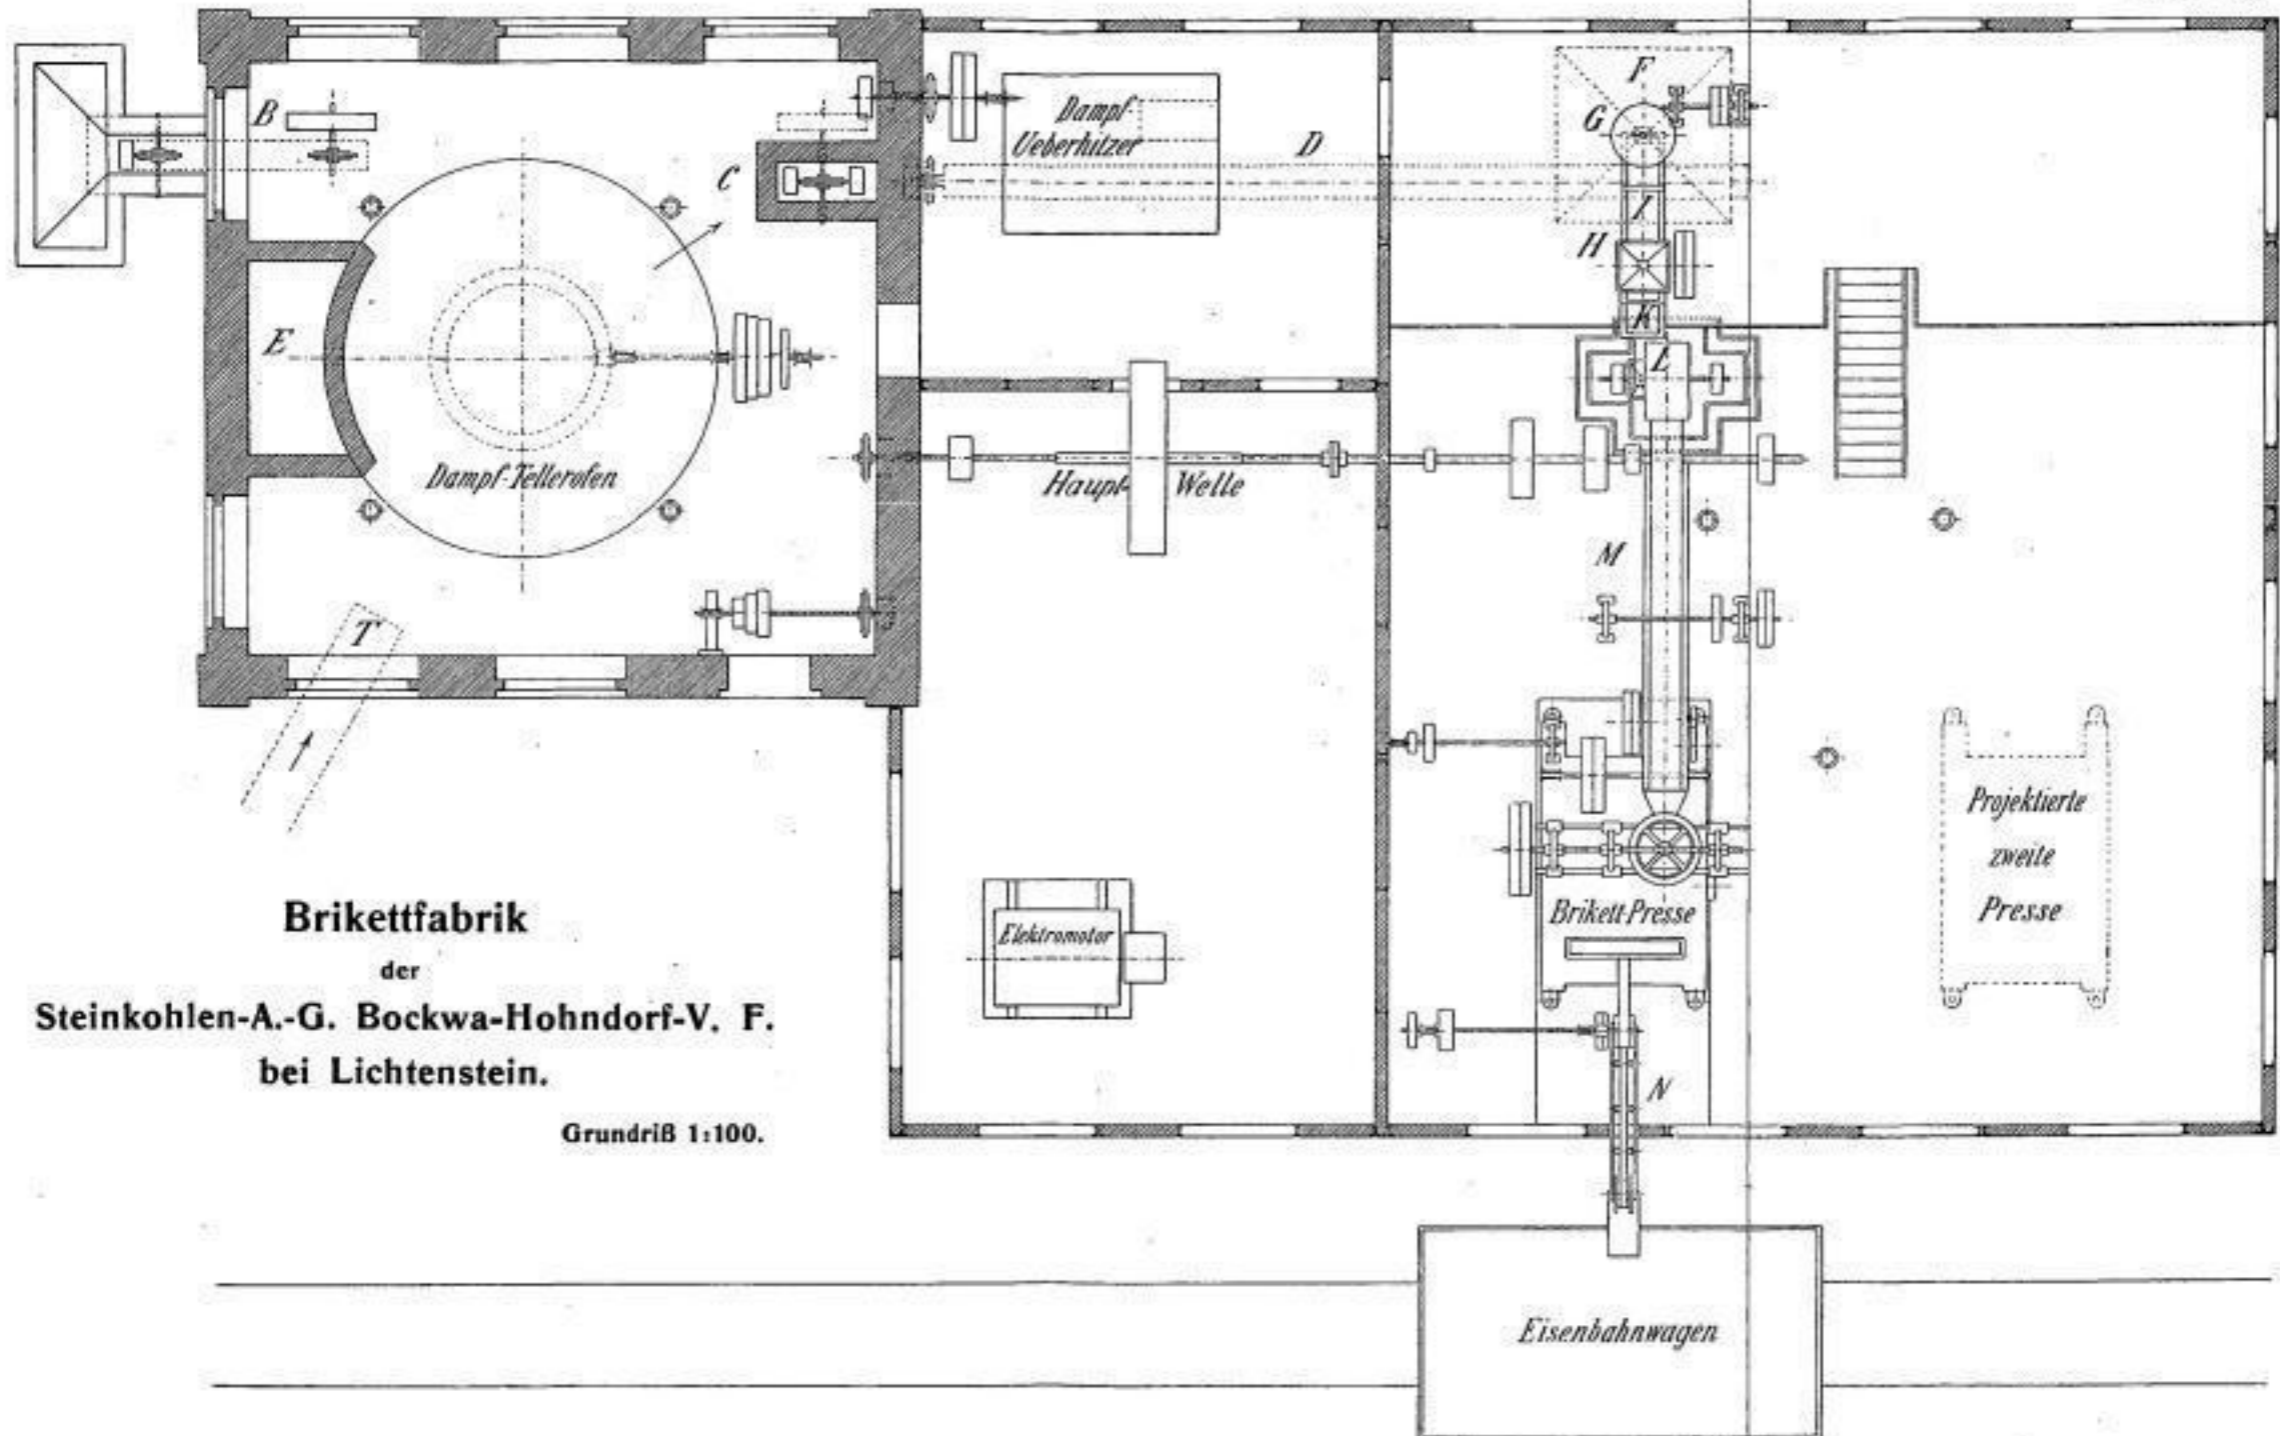 B
C
Dampf-
Ueberhitzer
D
F
G
I
H
K
L
E
Dampf-Tellerofen
Haupt-Welle
M
T
Projektierte
zweite
Presse
Brikett-Presse
Elektromotor
N
Brikettfabrik
der
Steinkohlen-A.-G. Bockwa-Hohndorf-V. F.
bei Lichtenstein.
Grundriß 1:100.
Eisenbahnwagen